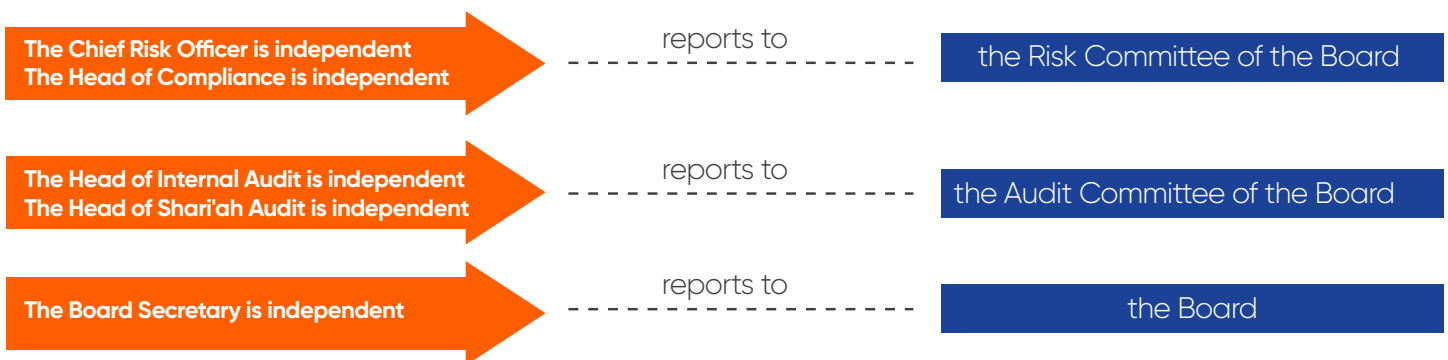 The Chief Risk Officer is independent
The Head of Compliance is independent
reports to
the Risk Committee of the Board
The Head of Internal Audit is independent
The Head of Shari'ah Audit is independent
reports to
the Audit Committee of the Board
The Board Secretary is independent
reports to
the Board